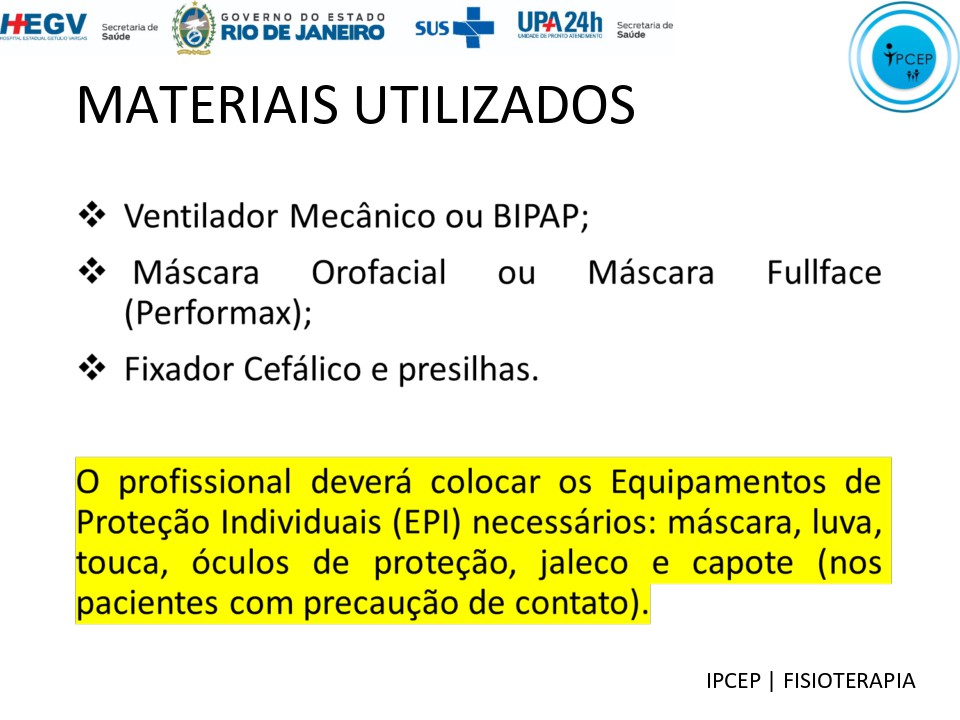 HEGV
HOSPITAL ESTADUAL GETÚLIO VARGAS
Secretaria de
Saúde
GOVERNO DO ESTADO
RIO DE JANEIRO
SUS
UPA24h
UNIDADE DE PRONTO ATENDIMENTO
Secretaria de
Saúde
IPCEP
MATERIAIS UTILIZADOS
❖ Ventilador Mecânico ou BIPAP;
❖ Máscara Orofacial ou Máscara Fullface
(Performax);
❖ Fixador Cefálico e presilhas.
O profissional deverá colocar os Equipamentos de
Proteção Individuais (EPI) necessários: máscara, luva,
touca, óculos de proteção, jaleco e capote (nos
pacientes com precaução de contato).
IPCEP | FISIOTERAPIA